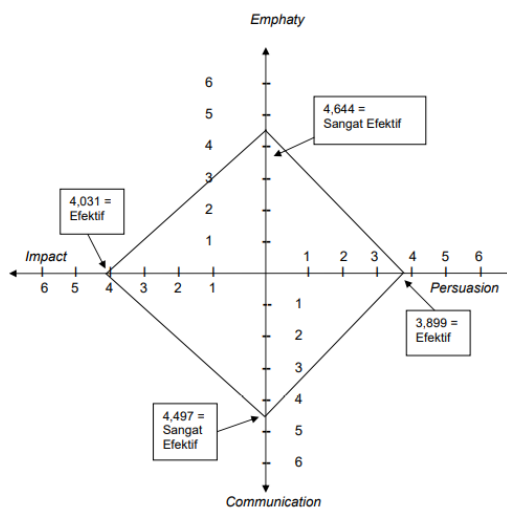 Emphaty
6
5
4
3
2
1
4,644 =
Sangat Efektif
4,031 =
Efektif
Impact
6 5 4 3 2 1
1 2 3 4 5 6
Persuasion
3,899 =
Efektif
1
2
3
4
5
6
4,497 =
Sangat
Efektif
Communication